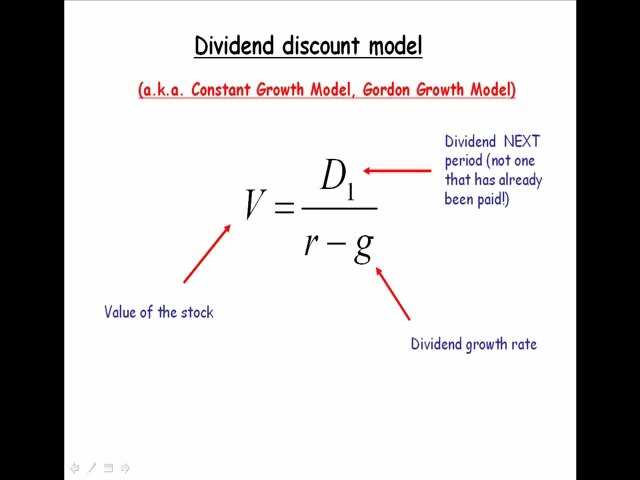 Dividend discount model
(a.k.a. Constant Growth Model, Gordon Growth Model)
Dividend NEXT
period (not one
that has already
been paid!)
V = D₁ / (r − g)
Value of the stock
Dividend growth rate